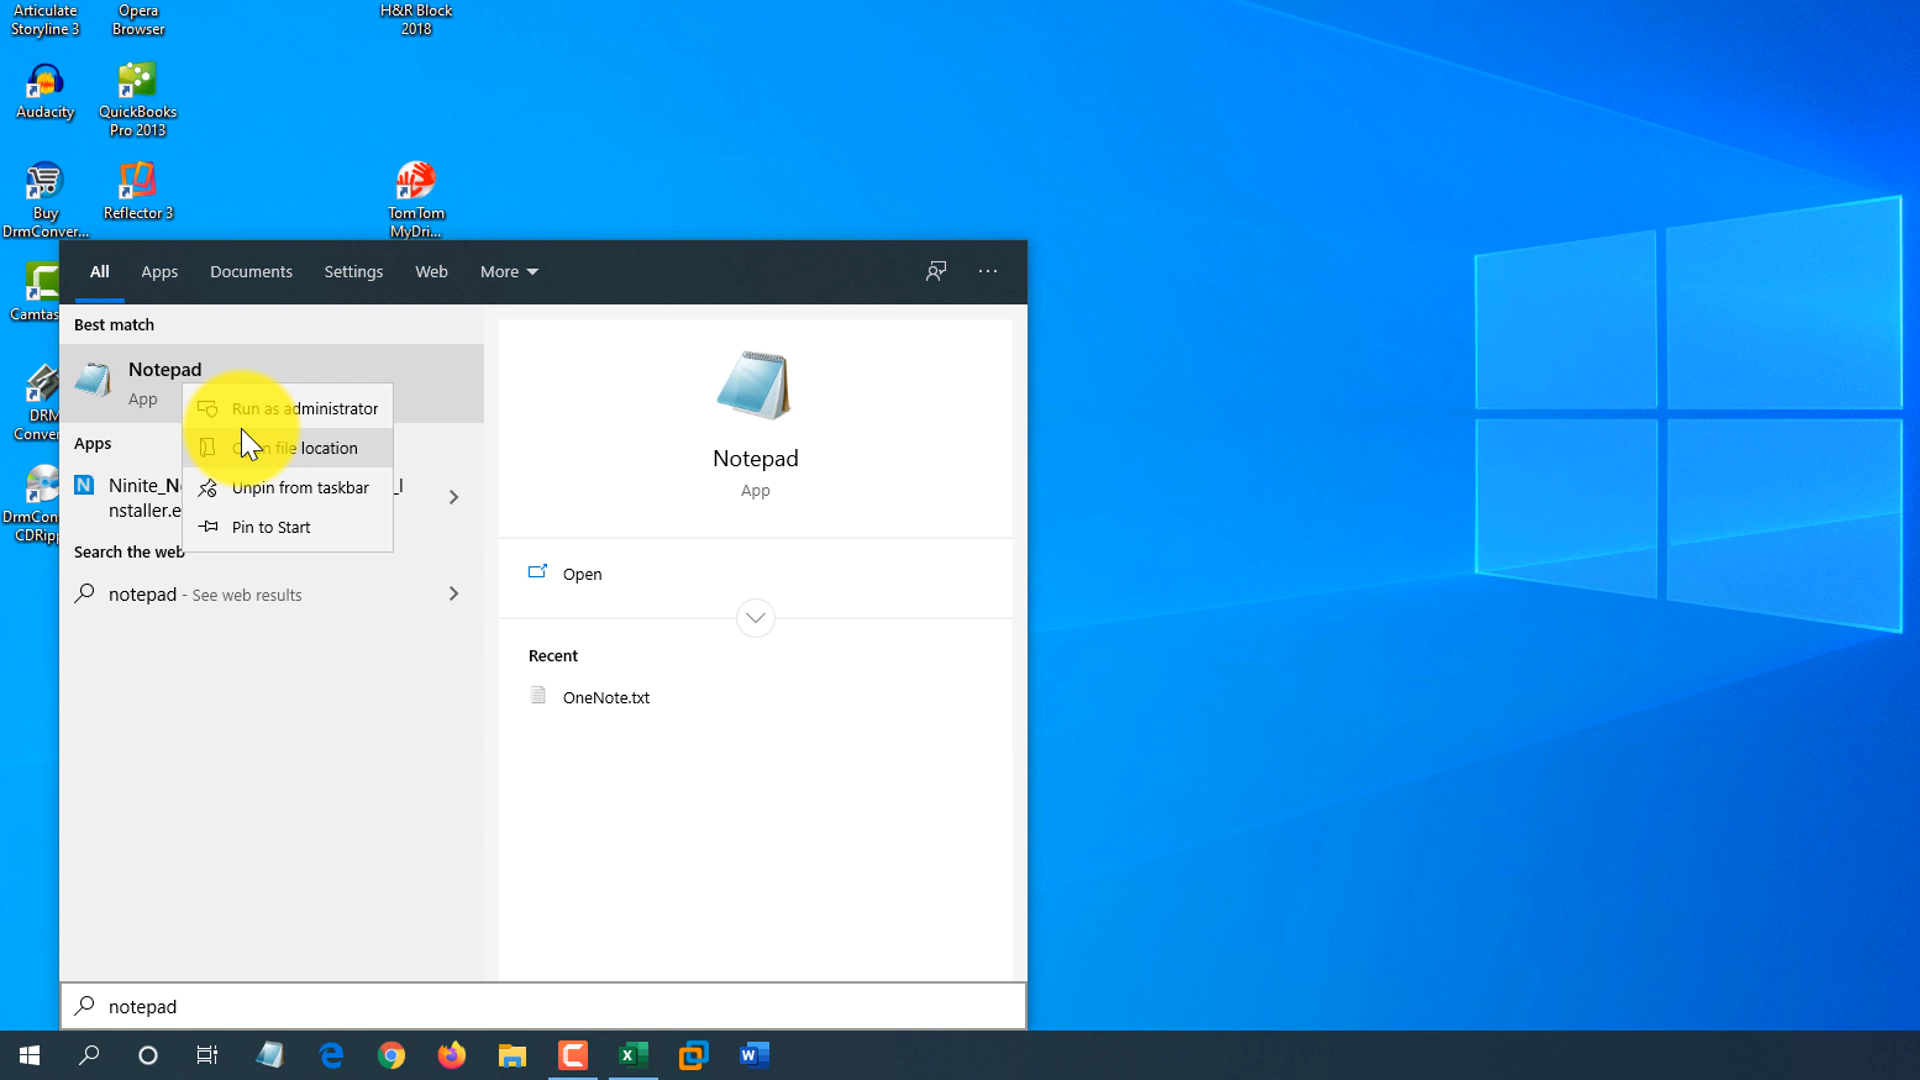 Articulate
Storyline 3
Opera
Browser
H&R Block
2018
Audacity
QuickBooks
Pro 2013
Buy
DrmConver...
Reflector 3
TomTom
MyDri...
Camtas
DRM
Conver
DrmCon
CDRipp
All
Apps
Documents
Settings
Web
More
Best match
Notepad
App
Run as administrator
file location
Unpin from taskbar
Pin to Start
Apps
Ninite_N
_I
nstaller.e
Search the web
notepad - See web results
Notepad
App
Open
Recent
OneNote.txt
notepad